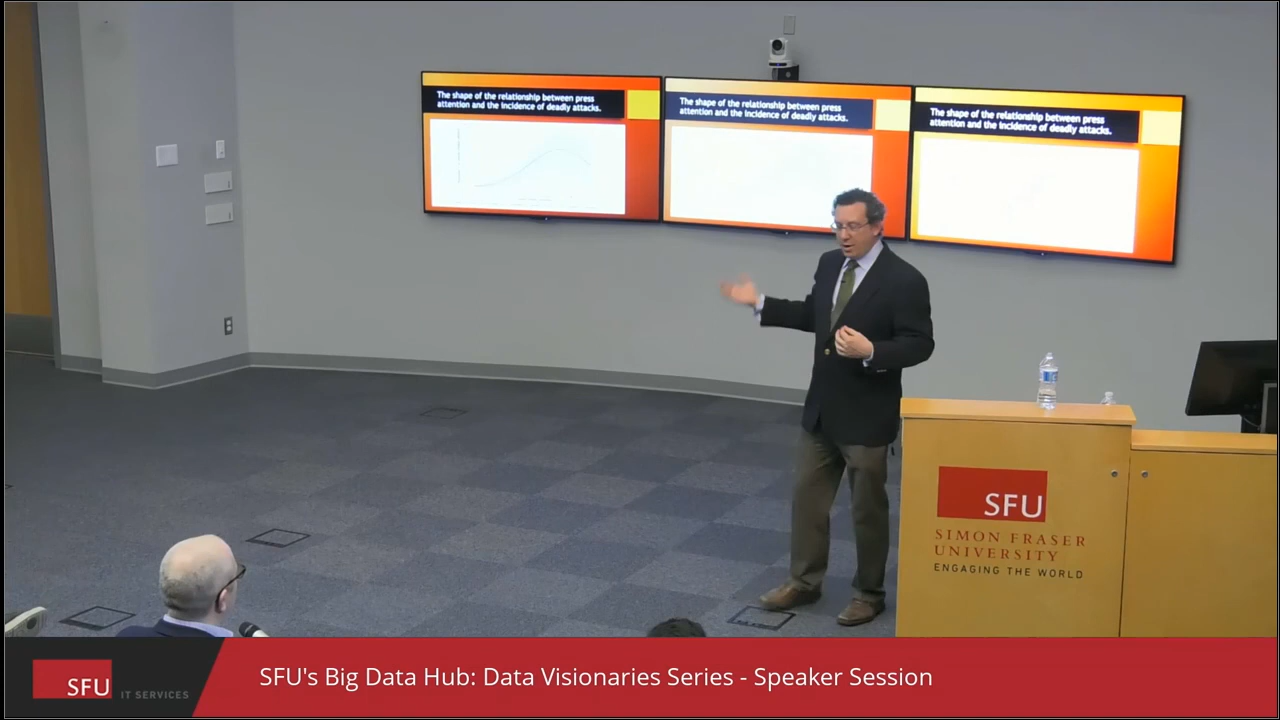 The shape of the relationship between press
attention and the incidence of deadly attacks.
The shape of the relationship between press
attention and the incidence of deadly attacks.
The shape of the relationship between press
attention and the incidence of deadly attacks.
SFU
SIMON FRASER
UNIVERSITY
ENGAGING THE WORLD
SFU IT SERVICES
SFU's Big Data Hub: Data Visionaries Series - Speaker Session